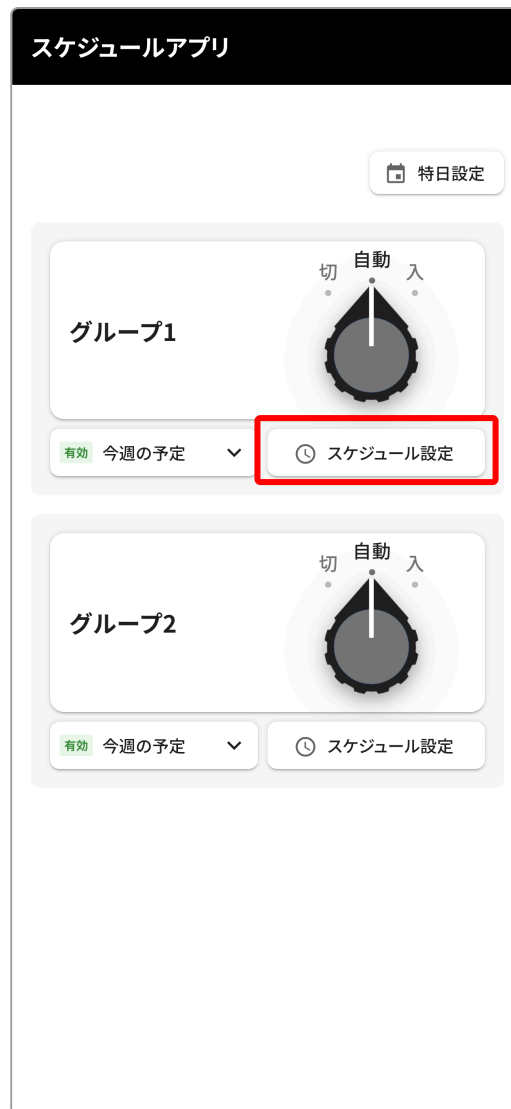 スケジュールアプリ
特日設定
切 自動 入
グループ1
有効 今週の予定
スケジュール設定
切 自動 入
グループ2
有効 今週の予定
スケジュール設定